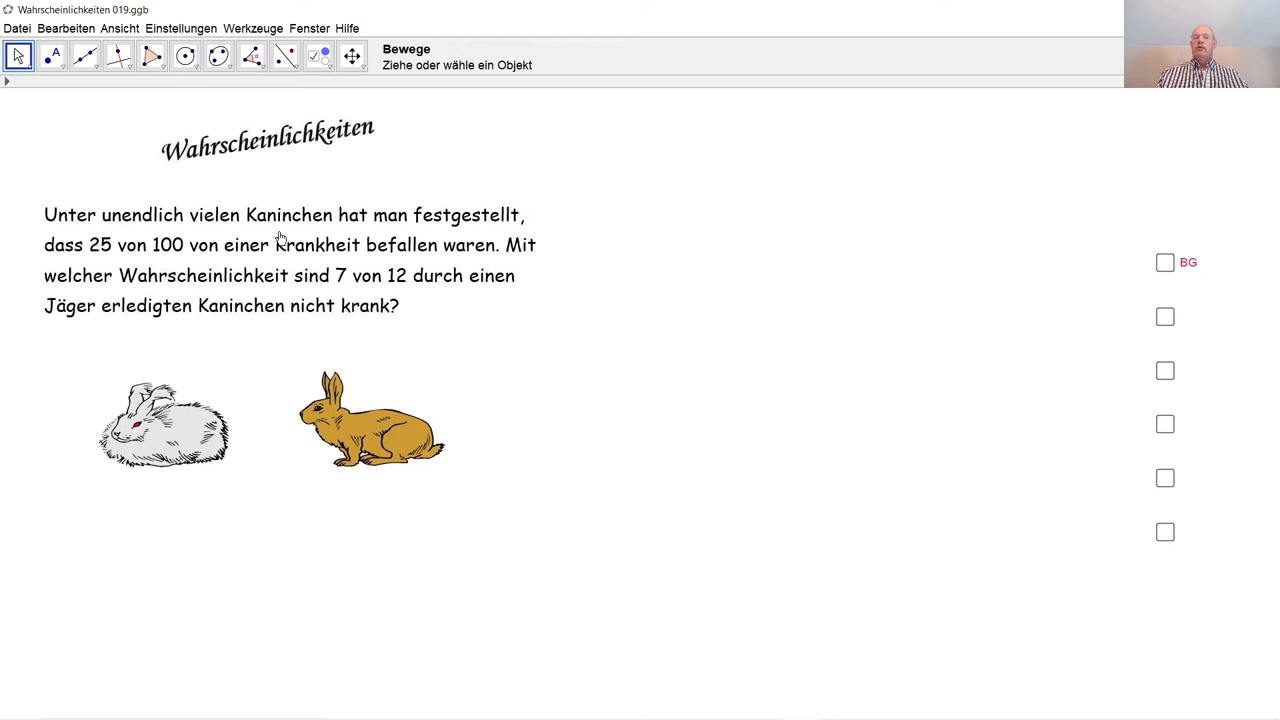 Wahrscheinlichkeiten 019.ggb
Datei Bearbeiten Ansicht Einstellungen Werkzeuge Fenster Hilfe
A
Bewege
Ziehe oder wähle ein Objekt
Wahrscheinlichkeiten
Unter unendlich vielen Kaninchen hat man festgestellt,
dass 25 von 100 von einer Krankheit befallen waren. Mit
welcher Wahrscheinlichkeit sind 7 von 12 durch einen
Jäger erledigten Kaninchen nicht krank?
BG